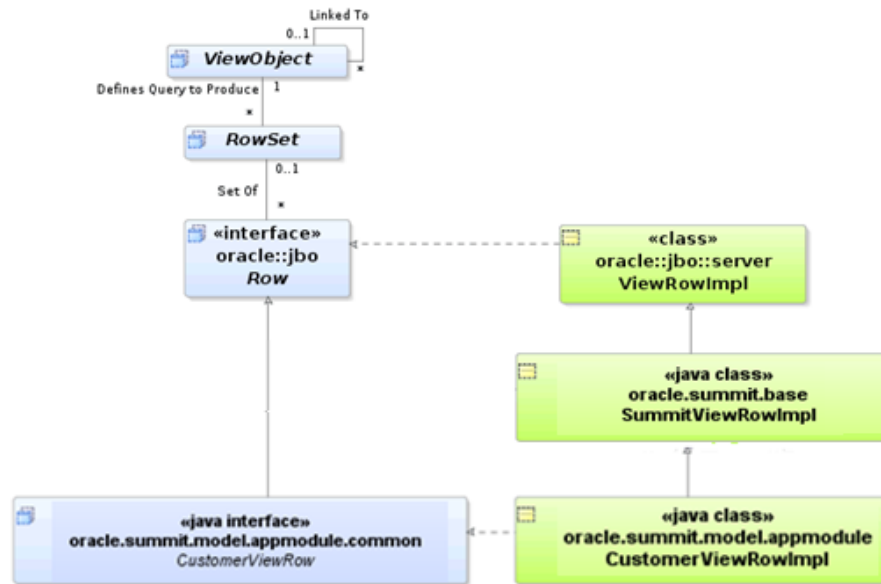 Linked To
0..1
ViewObject
*
Defines Query to Produce
1
*
RowSet
0..1
Set Of
*
«interface»
oracle::jbo
Row
«class»
oracle::jbo::server
ViewRowImpl
«java class»
oracle.summit.base
SummitViewRowImpl
«java interface»
oracle.summit.model.appmodule.common
CustomerViewRow
«java class»
oracle.summit.model.appmodule
CustomerViewRowImpl